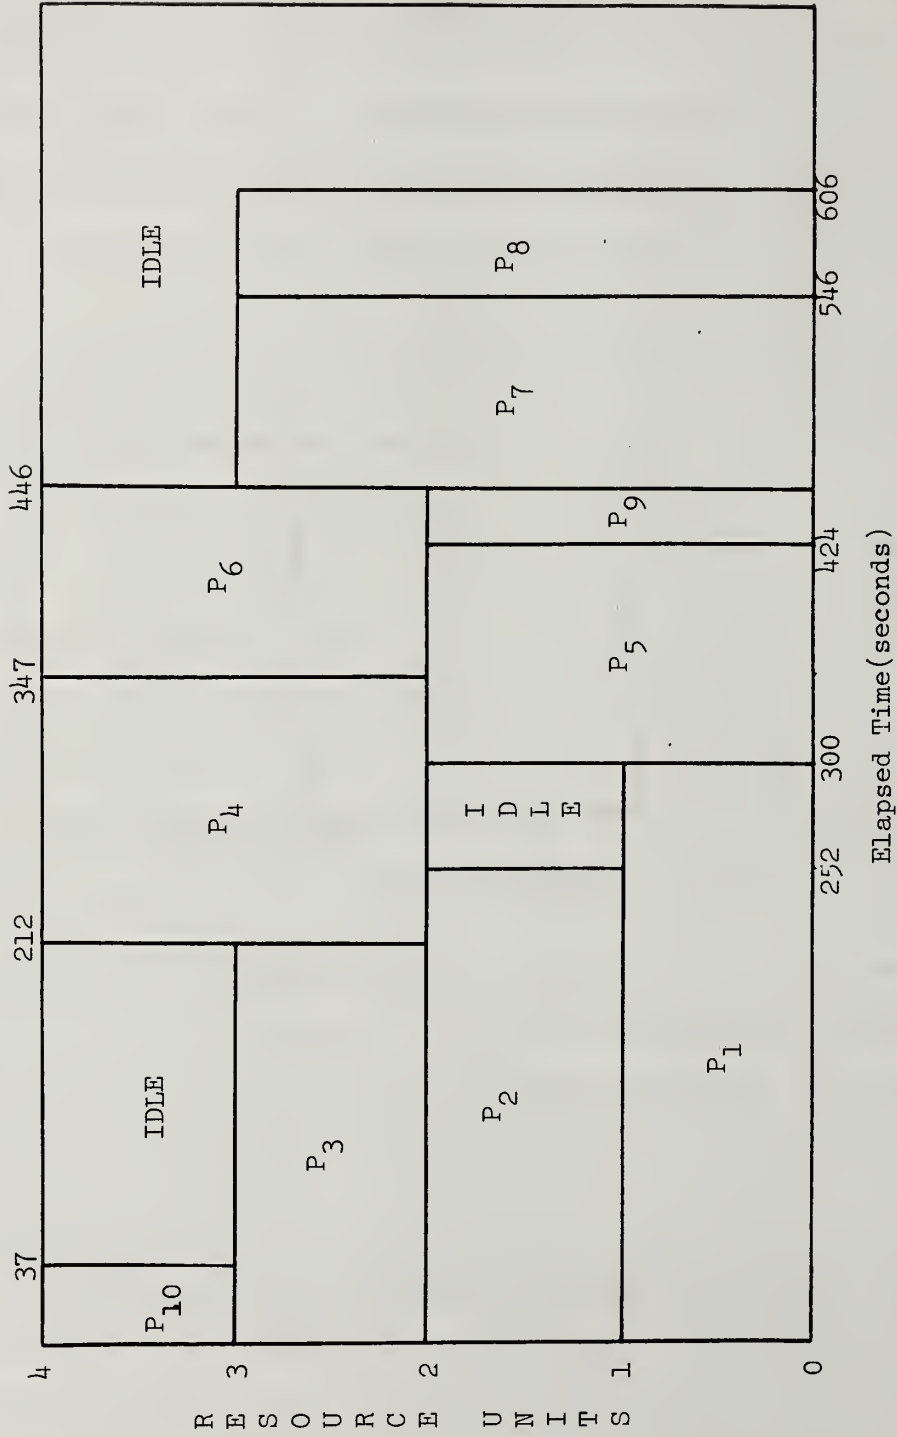 37
212
347
446
4
3
2
1
0
RESOURCE UNITS
P10
IDLE
P3
P2
P1
P4
IDLE
P6
P5
P9
IDLE
P7
P8
252
300
424
546
606
Elapsed Time(seconds)